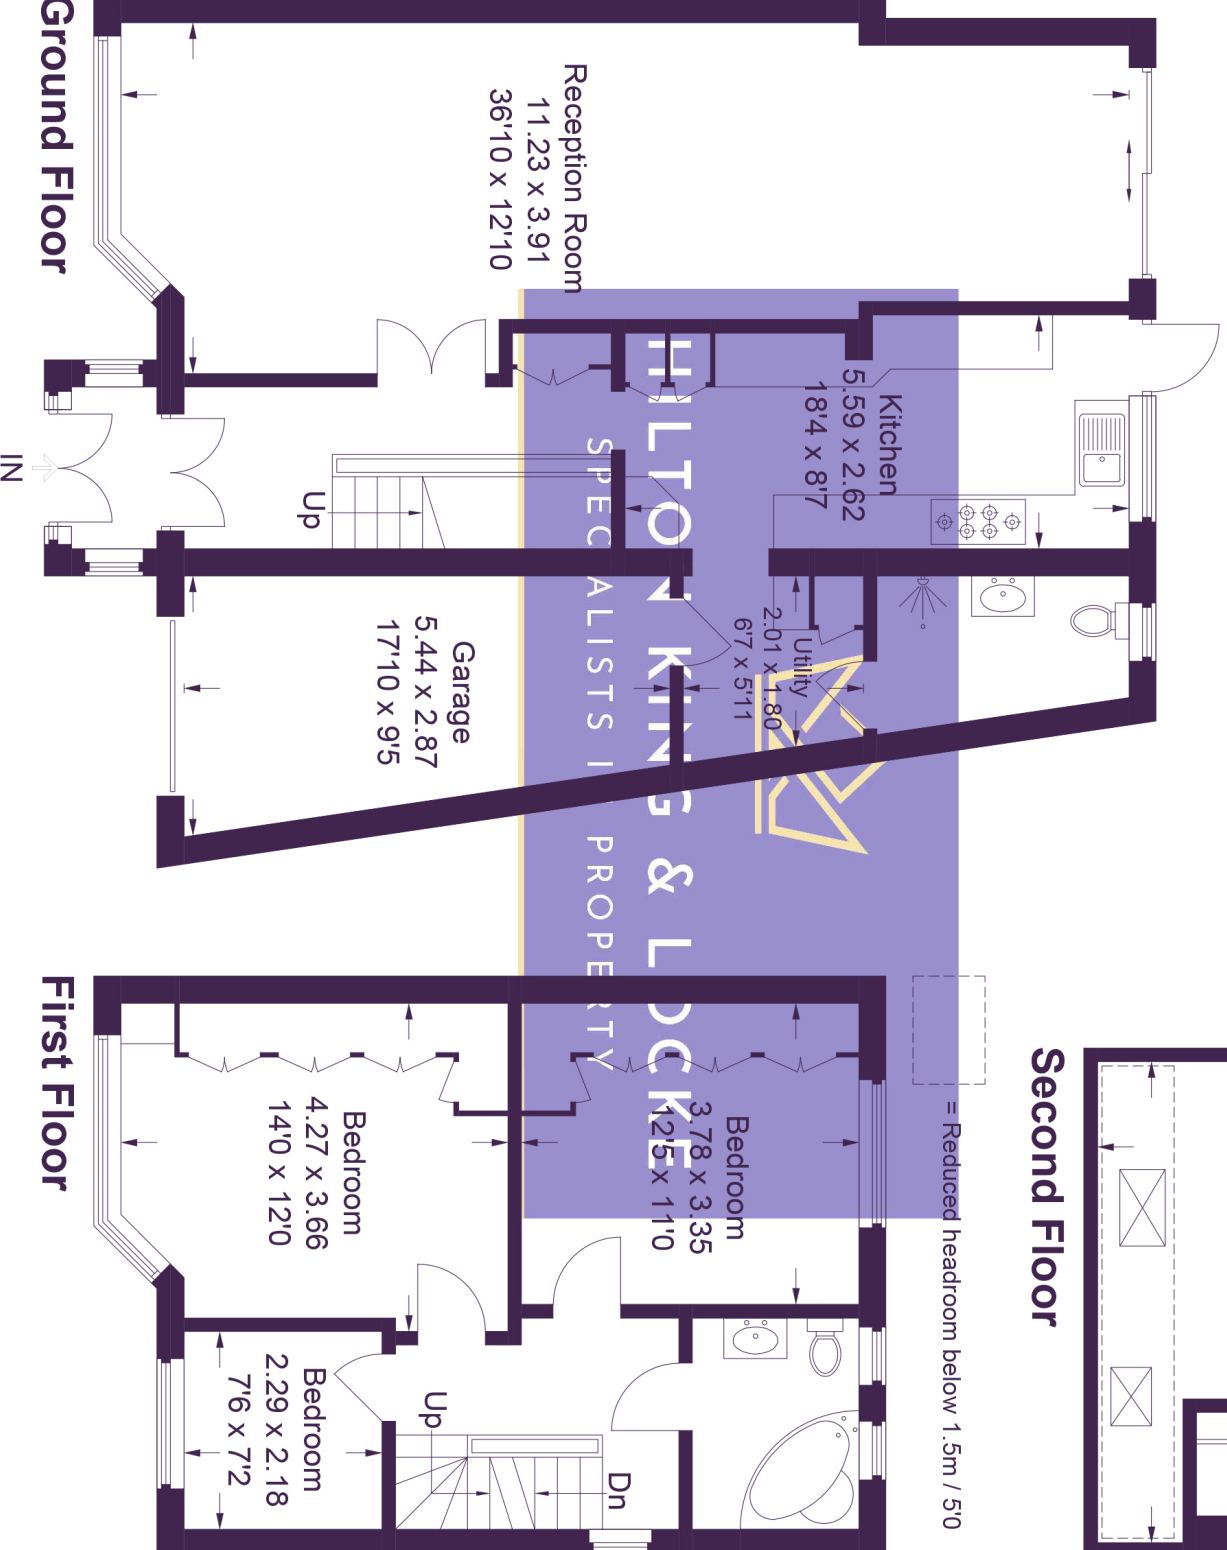 Ground Floor
Reception Room
11.23 x 3.91
36'10 x 12'10
Kitchen
5.59 x 2.62
18'4 x 8'7
Up
IN
Utility
2.01 x 1.80
6'7 x 5'11
Garage
5.44 x 2.87
17'10 x 9'5
HILTON KING & LOCKE
SPECIALISTS IN PROPERTY
First Floor
Bedroom
3.78 x 3.35
12'5 x 11'0
Bedroom
4.27 x 3.66
14'0 x 12'0
Bedroom
2.29 x 2.18
7'6 x 7'2
Up
Dn
= Reduced headroom below 1.5m / 5'0
Second Floor